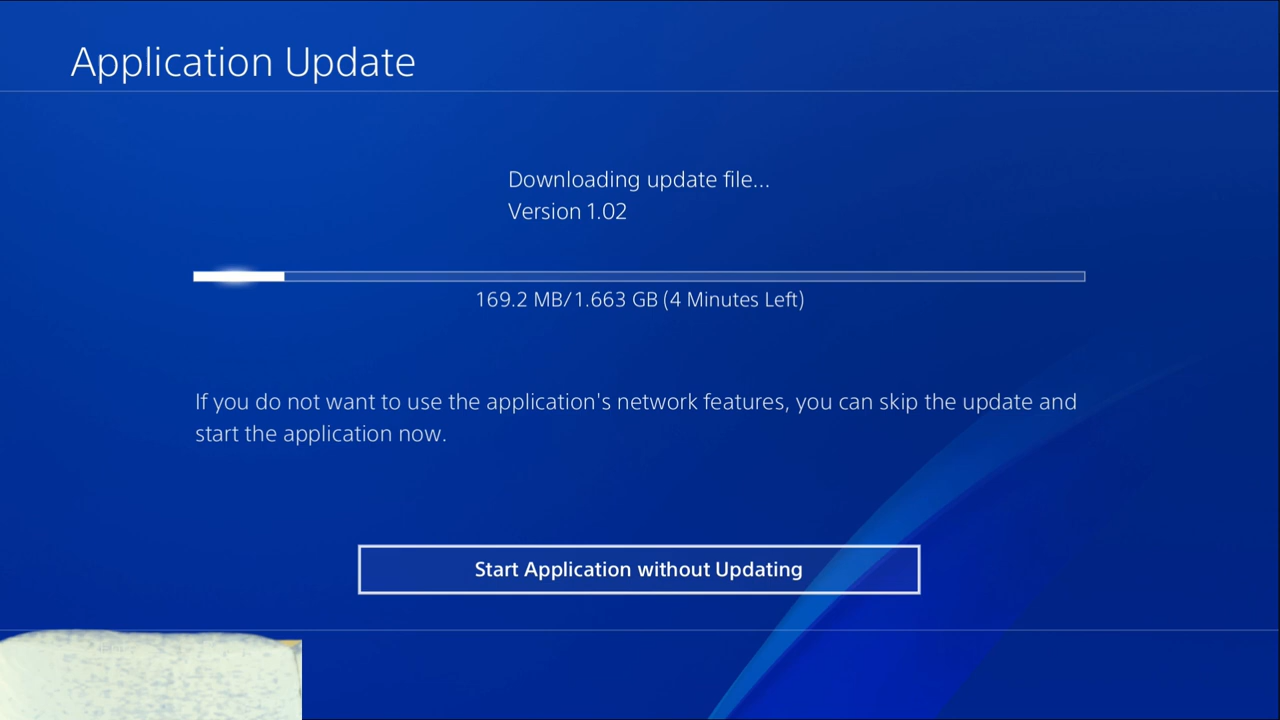 Application Update
Downloading update file...
Version 1.02
169.2 MB/1.663 GB (4 Minutes Left)
If you do not want to use the application's network features, you can skip the update and
start the application now.
Start Application without Updating